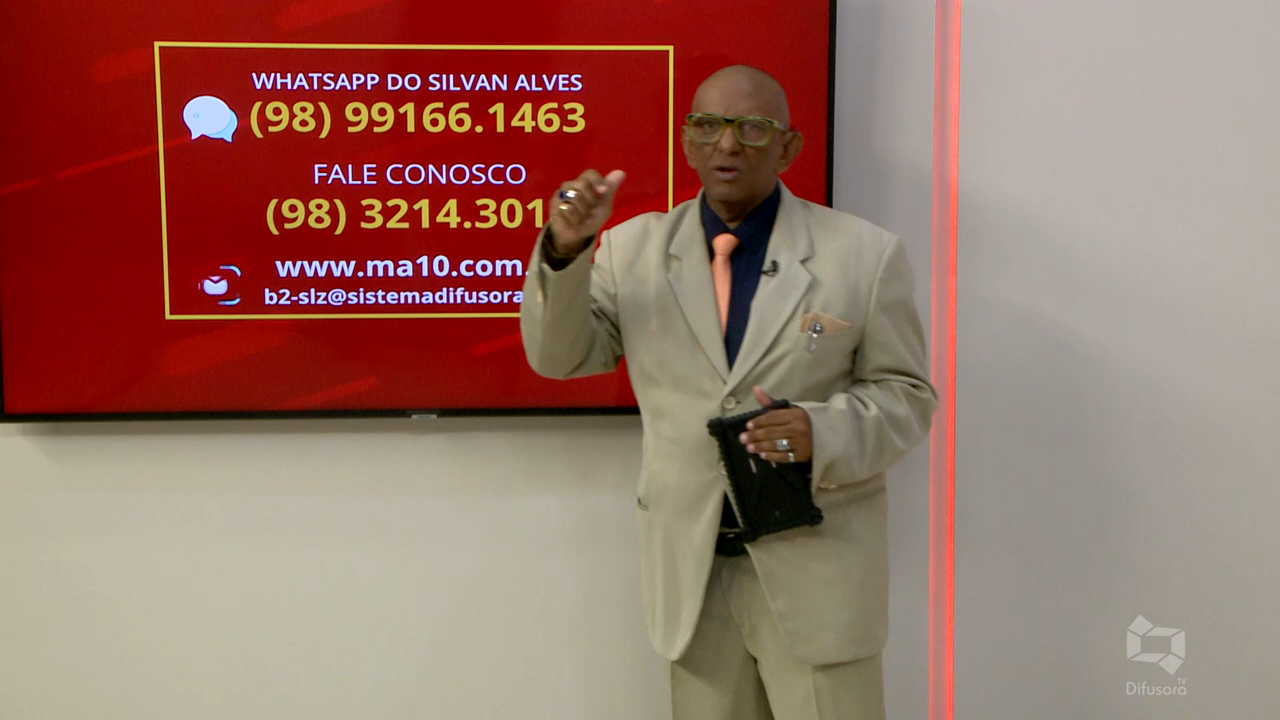 WHATSAPP DO SILVAN ALVES
(98) 99166.1463
FALE CONOSCO
(98) 3214.301
www.ma10.com.
b2-slz@sistemadifusora
TV
Difusora